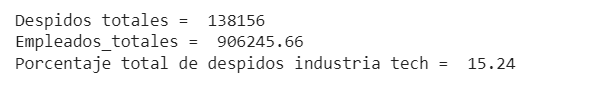 Despidos totales =  138156
Empleados_totales =  906245.66
Porcentaje total de despidos industria tech =  15.24